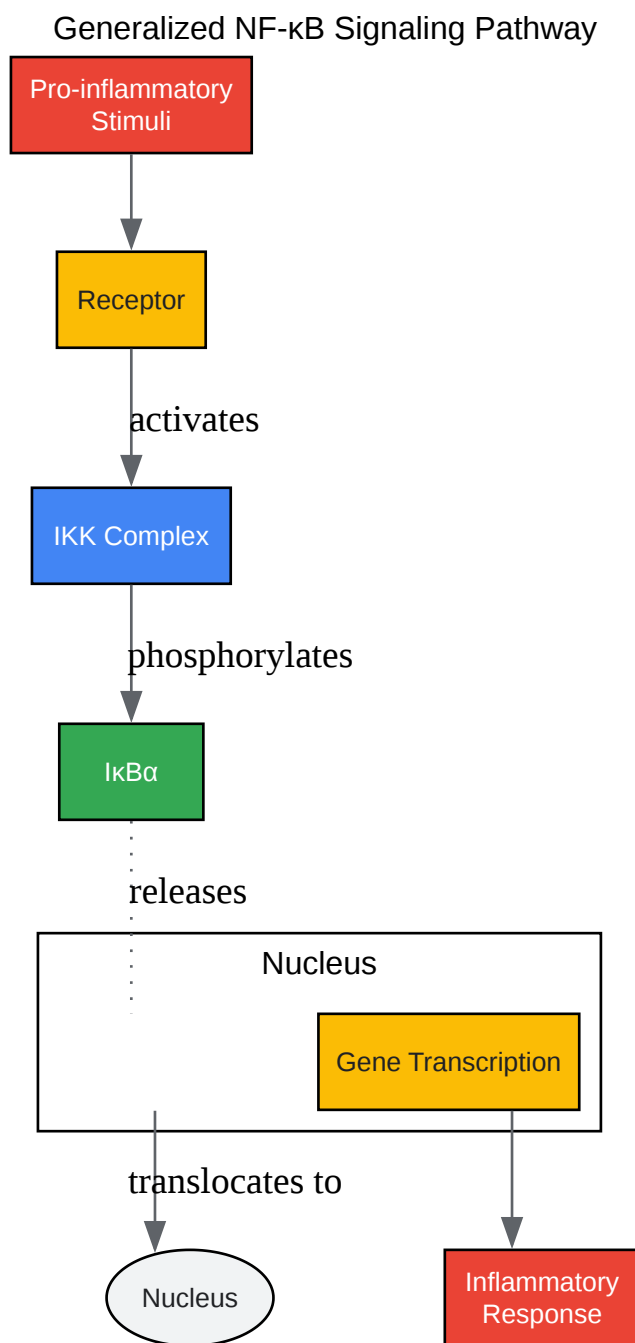 Generalized NF-κB Signaling Pathway
Pro-inflammatory
Stimuli
Receptor
activates
IKK Complex
phosphorylates
IκBα
releases
Nucleus
Gene Transcription
translocates to
Nucleus
Inflammatory
Response